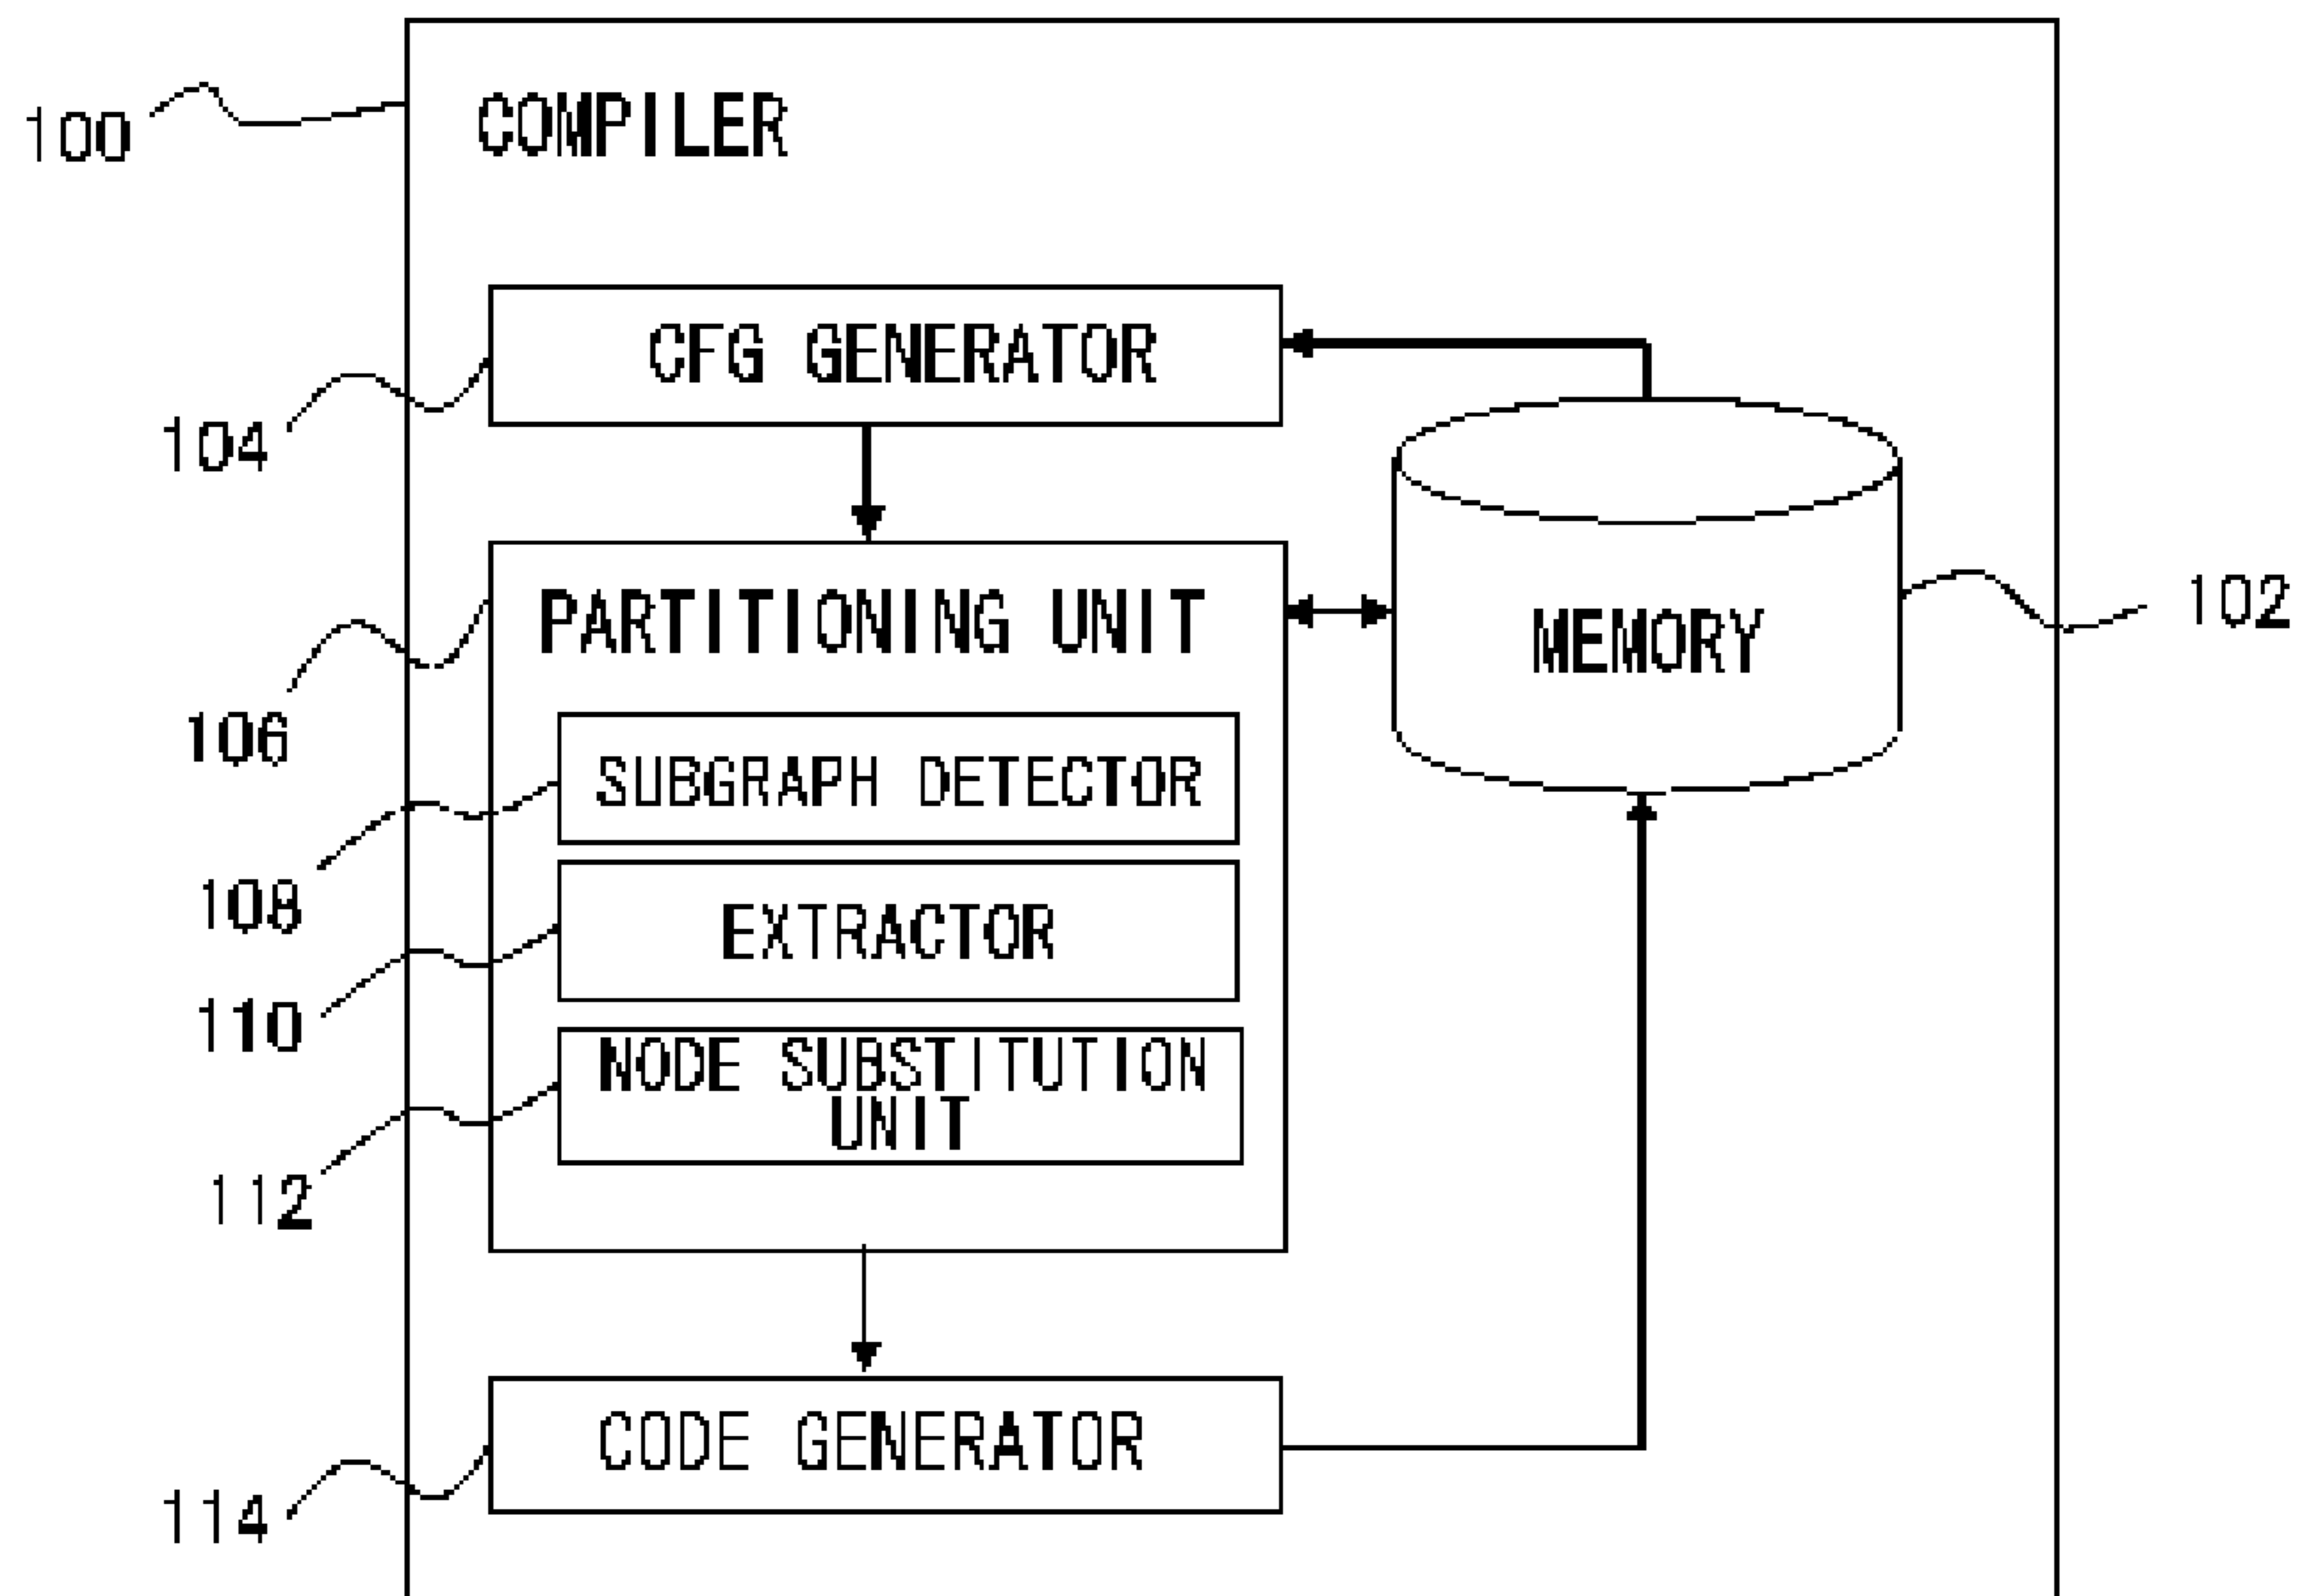 100
COMPILER
CFG GENERATOR
104
PARTITIONING UNIT
MEMORY
102
106
SUBGRAPH DETECTOR
108
EXTRACTOR
110
NODE SUBSTITUTION
UNIT
112
CODE GENERATOR
114